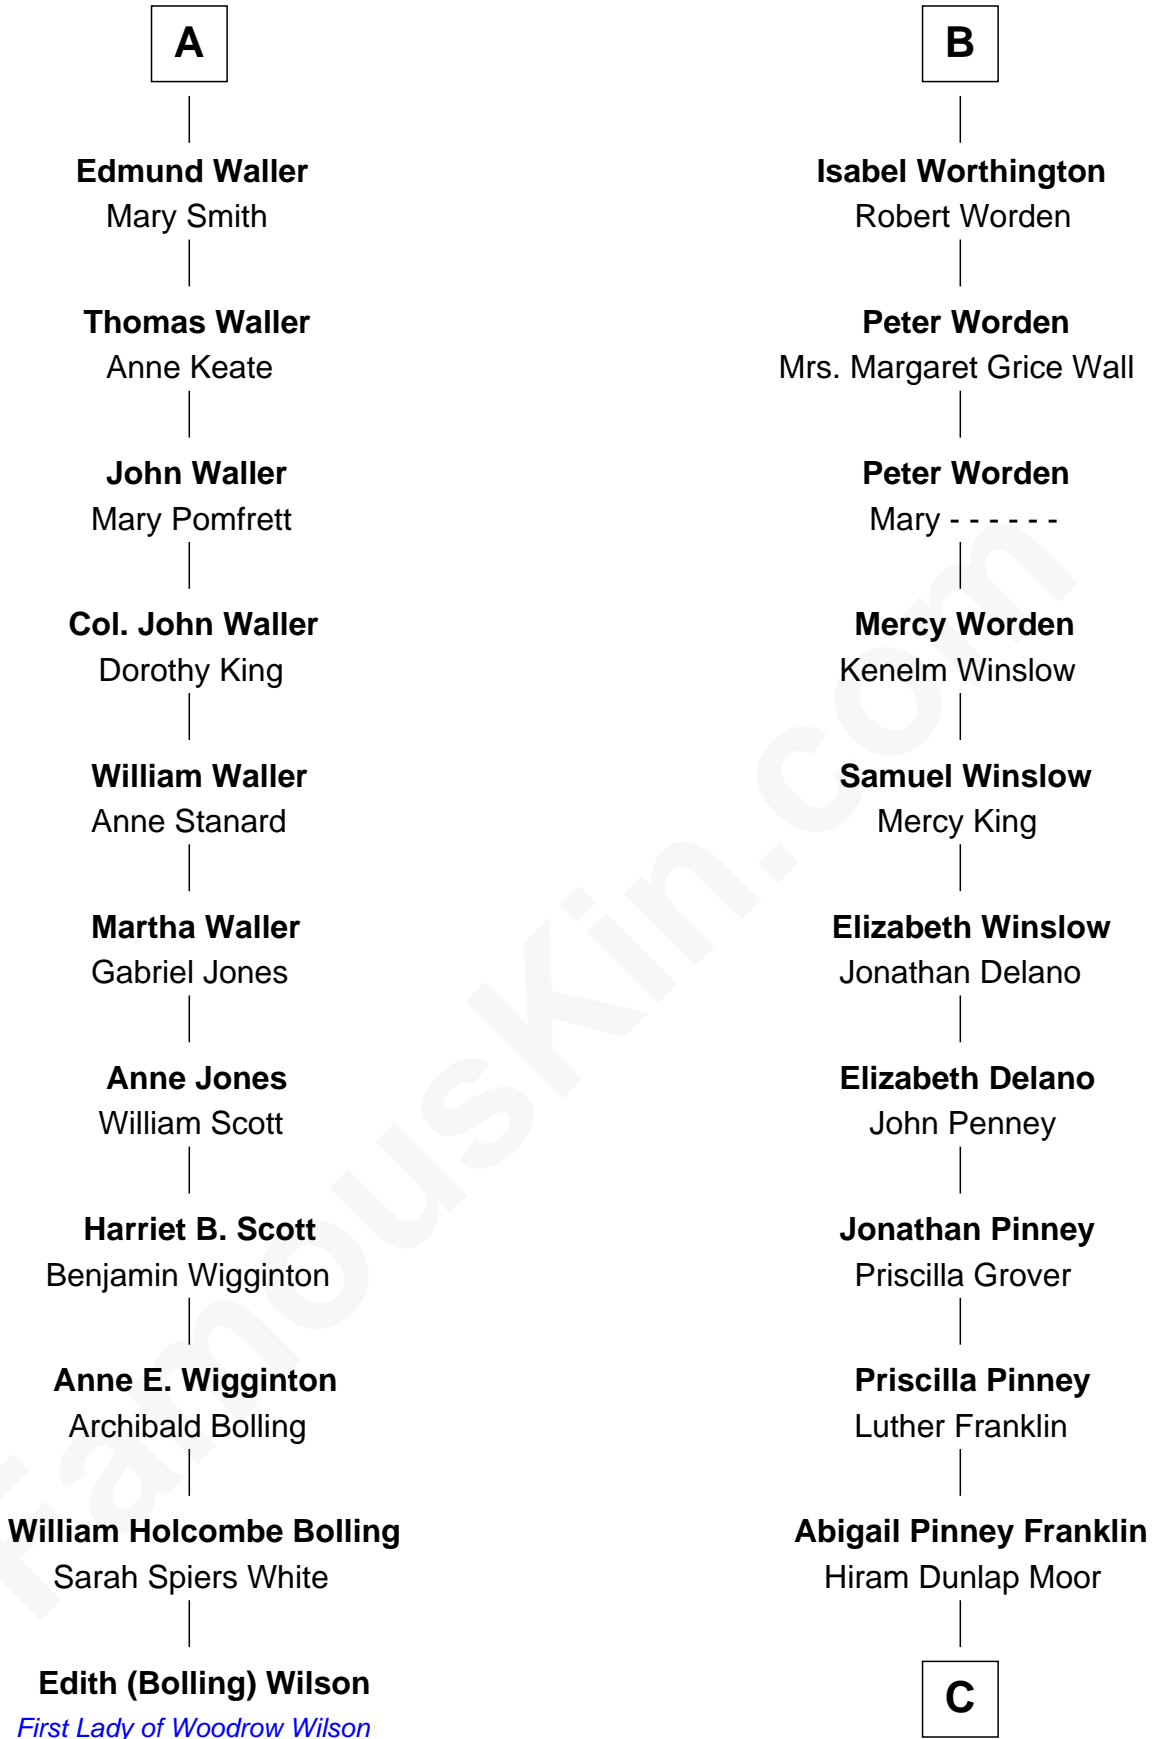 A
Edmund Waller
Mary Smith
Thomas Waller
Anne Keate
John Waller
Mary Pomfrett
Col. John Waller
Dorothy King
William Waller
Anne Stanard
Martha Waller
Gabriel Jones
Anne Jones
William Scott
Harriet B. Scott
Benjamin Wigginton
Anne E. Wigginton
Archibald Bolling
William Holcombe Bolling
Sarah Spiers White
Edith (Bolling) Wilson
First Lady of Woodrow Wilson
B
Isabel Worthington
Robert Worden
Peter Worden
Mrs. Margaret Grice Wall
Peter Worden
Mary - - - - - -
Mercy Worden
Kenelm Winslow
Samuel Winslow
Mercy King
Elizabeth Winslow
Jonathan Delano
Elizabeth Delano
John Penney
Jonathan Pinney
Priscilla Grover
Priscilla Pinney
Luther Franklin
Abigail Pinney Franklin
Hiram Dunlap Moor
C
FamousKin.com